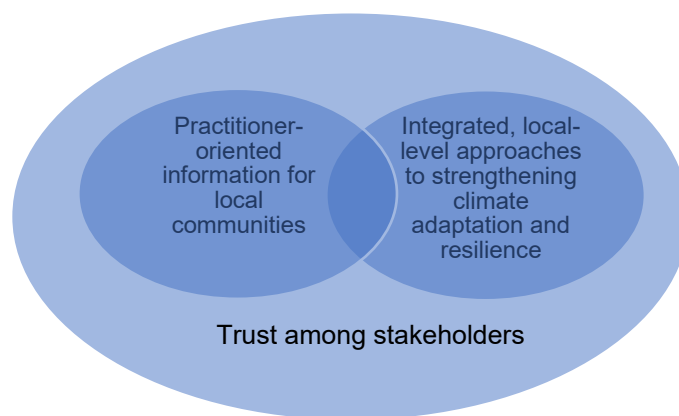 Practitioner-
oriented
information for
local
communities
Integrated, local-
level approaches
to strengthening
climate
adaptation and
resilience
Trust among stakeholders